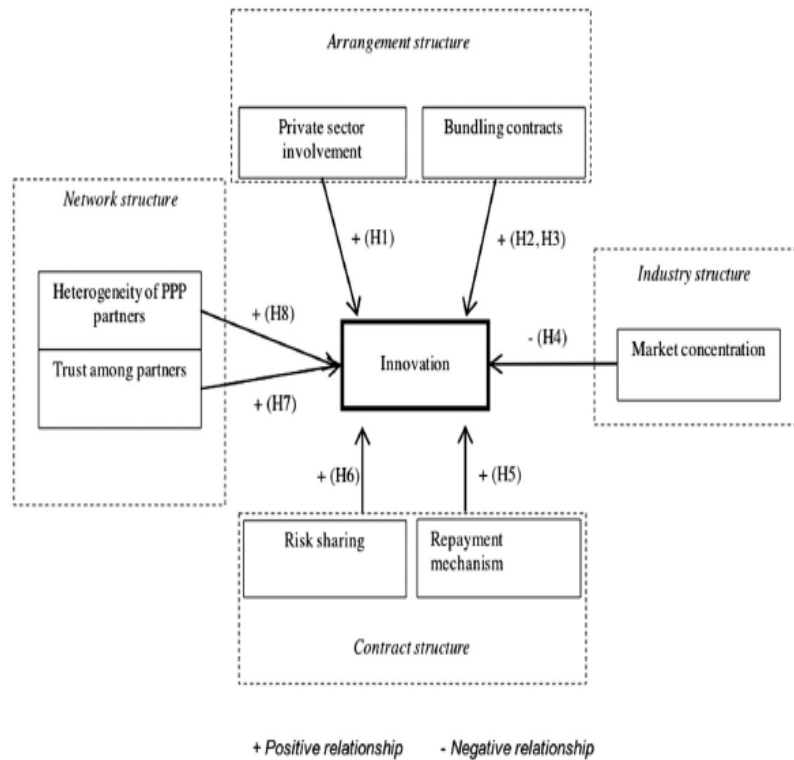 Arrangement structure
Private sector
involvement
Bundling contracts
Network structure
+ (H1)
+ (H2,H3)
Industry structure
Heterogeneity of PPP
partners
+ (H8)
Trust among partners
+ (H7)
Innovation
- (H4)
Market concentration
+ (H6)
+ (H5)
Risk sharing
Repayment
mechanism
Contract structure
+ Positive relationship - Negative relationship